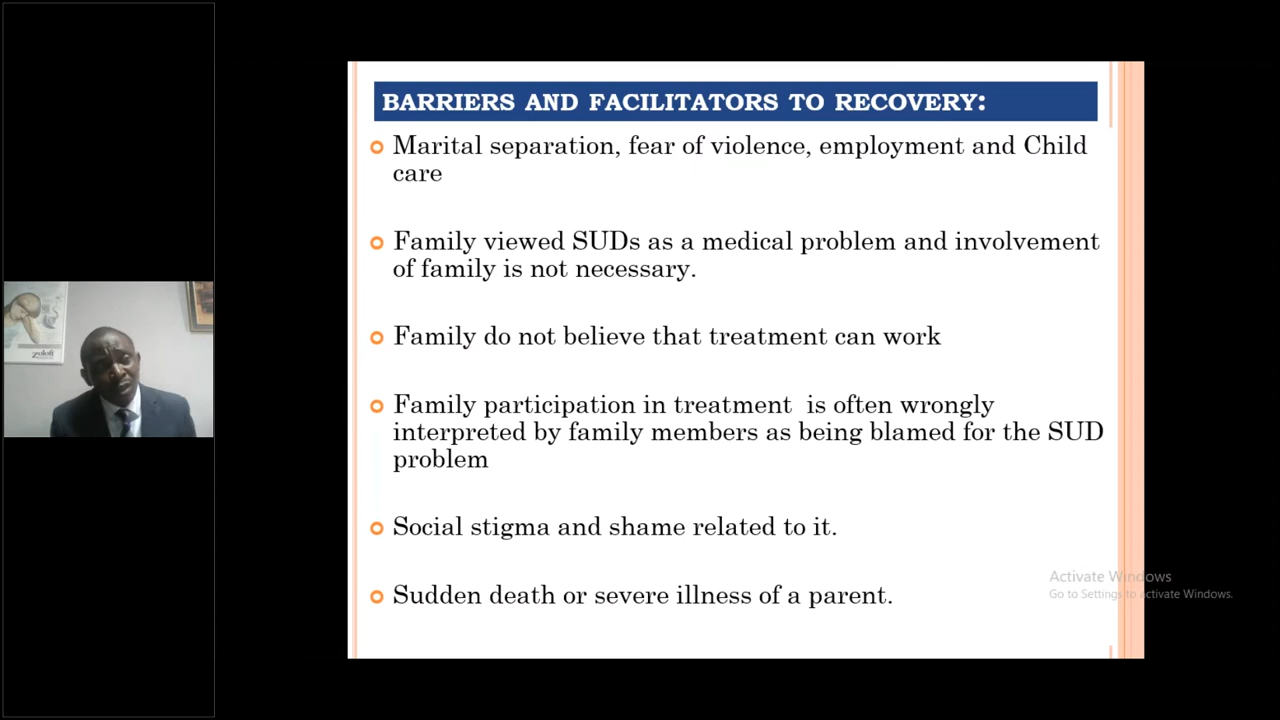 BARRIERS AND FACILITATORS TO RECOVERY:
Marital separation, fear of violence, employment and Child
care
Family viewed SUDs as a medical problem and involvement
of family is not necessary.
Family do not believe that treatment can work
Family participation in treatment is often wrongly
interpreted by family members as being blamed for the SUD
problem
Social stigma and shame related to it.
Sudden death or severe illness of a parent.
Activate Windows
Go to Settings to activate Windows.
Zoloft